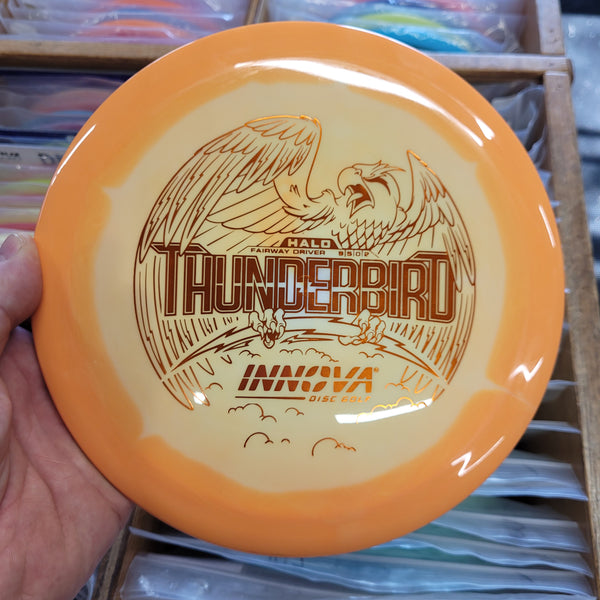 HALO
FAIRWAY DRIVER 9 5 0 2
THUNDERBIRD
INNOVA®
DISC GOLF